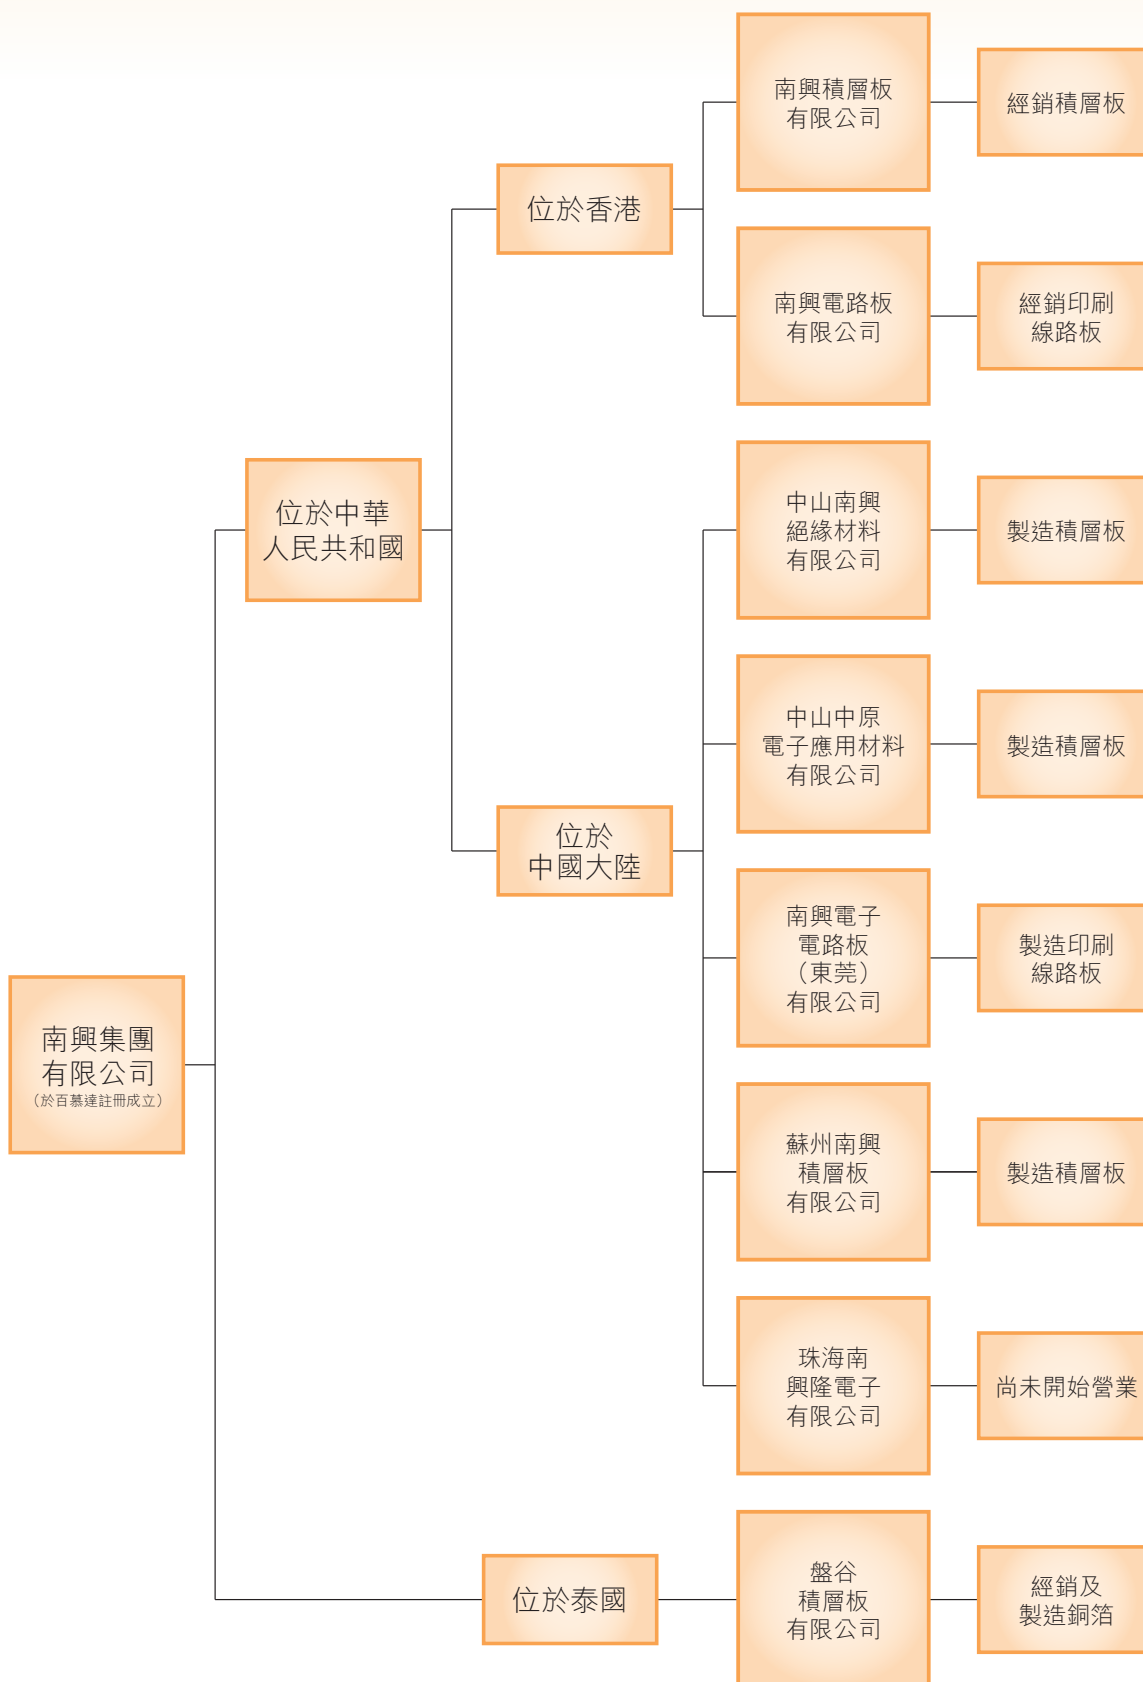 南興積層板
有限公司
經銷積層板
位於香港
南興電路板
有限公司
經銷印刷
線路板
位於中華
人民共和國
中山南興
絕緣材料
有限公司
製造積層板
中山中原
電子應用材料
有限公司
製造積層板
位於
中國大陸
南興電子
電路板
（東莞）
有限公司
製造印刷
線路板
南興集團
有限公司
（於百慕達註冊成立）
蘇州南興
積層板
有限公司
製造積層板
珠海南
興隆電子
有限公司
尚未開始營業
位於泰國
盤谷
積層板
有限公司
經銷及
製造銅箔